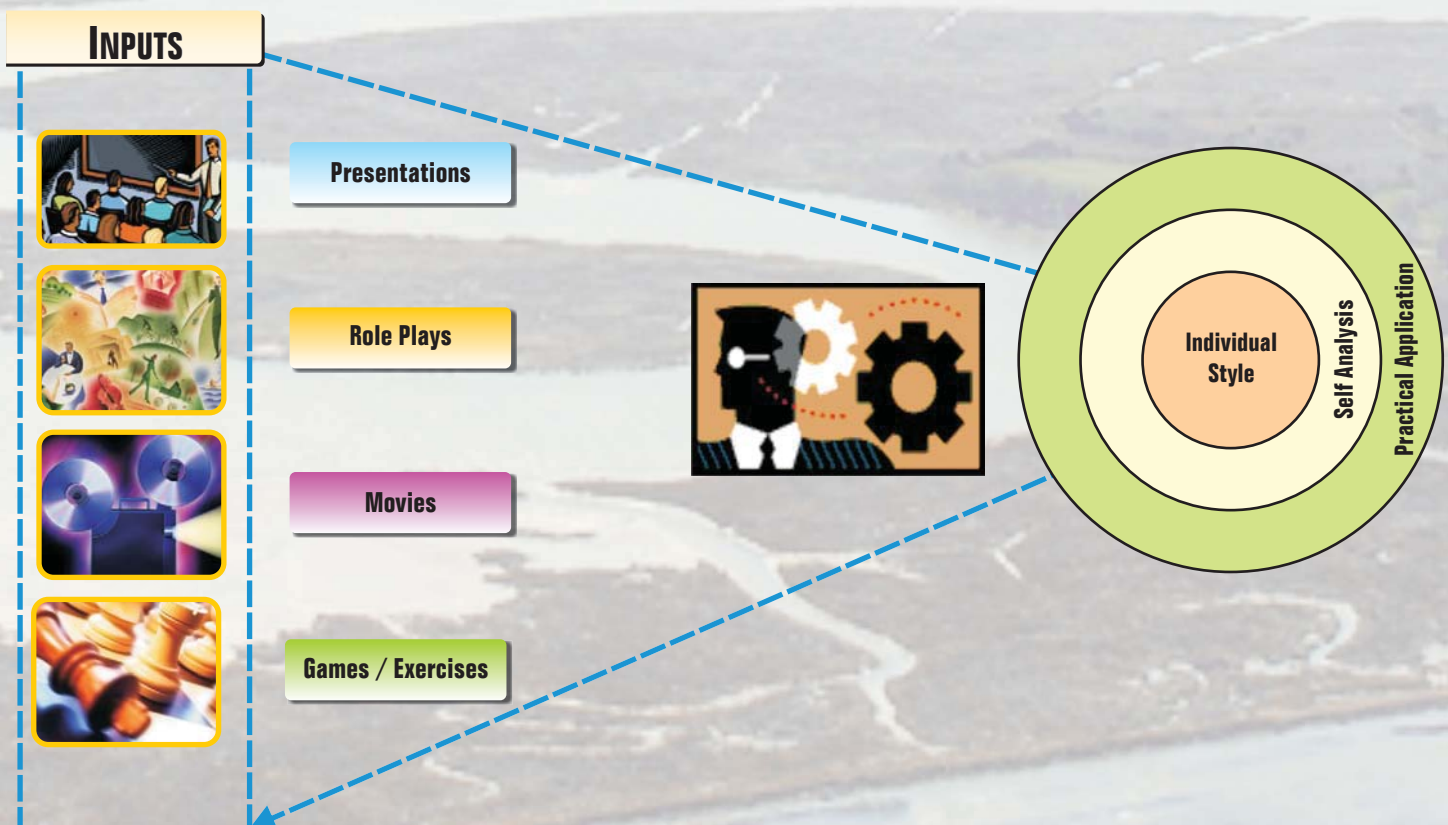 INPUTS
Presentations
Role Plays
Movies
Games / Exercises
Individual
Style
Self Analysis
Practical Application